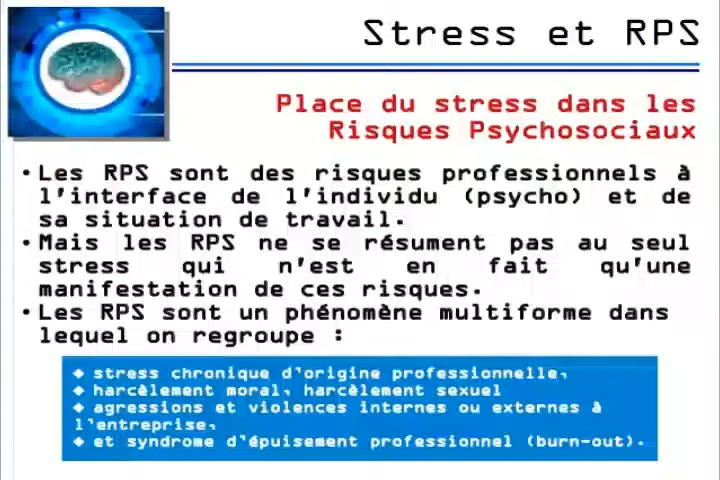 Stress et RPS
Place du stress dans les
Risques Psychosociaux
• Les RPS sont des risques professionnels à
l'interface de l'individu (psycho) et de
sa situation de travail.
• Mais les RPS ne se résument pas au seul
stress qui n'est en fait qu'une
manifestation de ces risques.
• Les RPS sont un phénomène multiforme dans
lequel on regroupe :
◆ stress chronique d'origine professionnelle,
◆ harcèlement moral, harcèlement sexuel
◆ agressions et violences internes ou externes à
l'entreprise,
◆ et syndrome d'épuisement professionnel (burn-out).